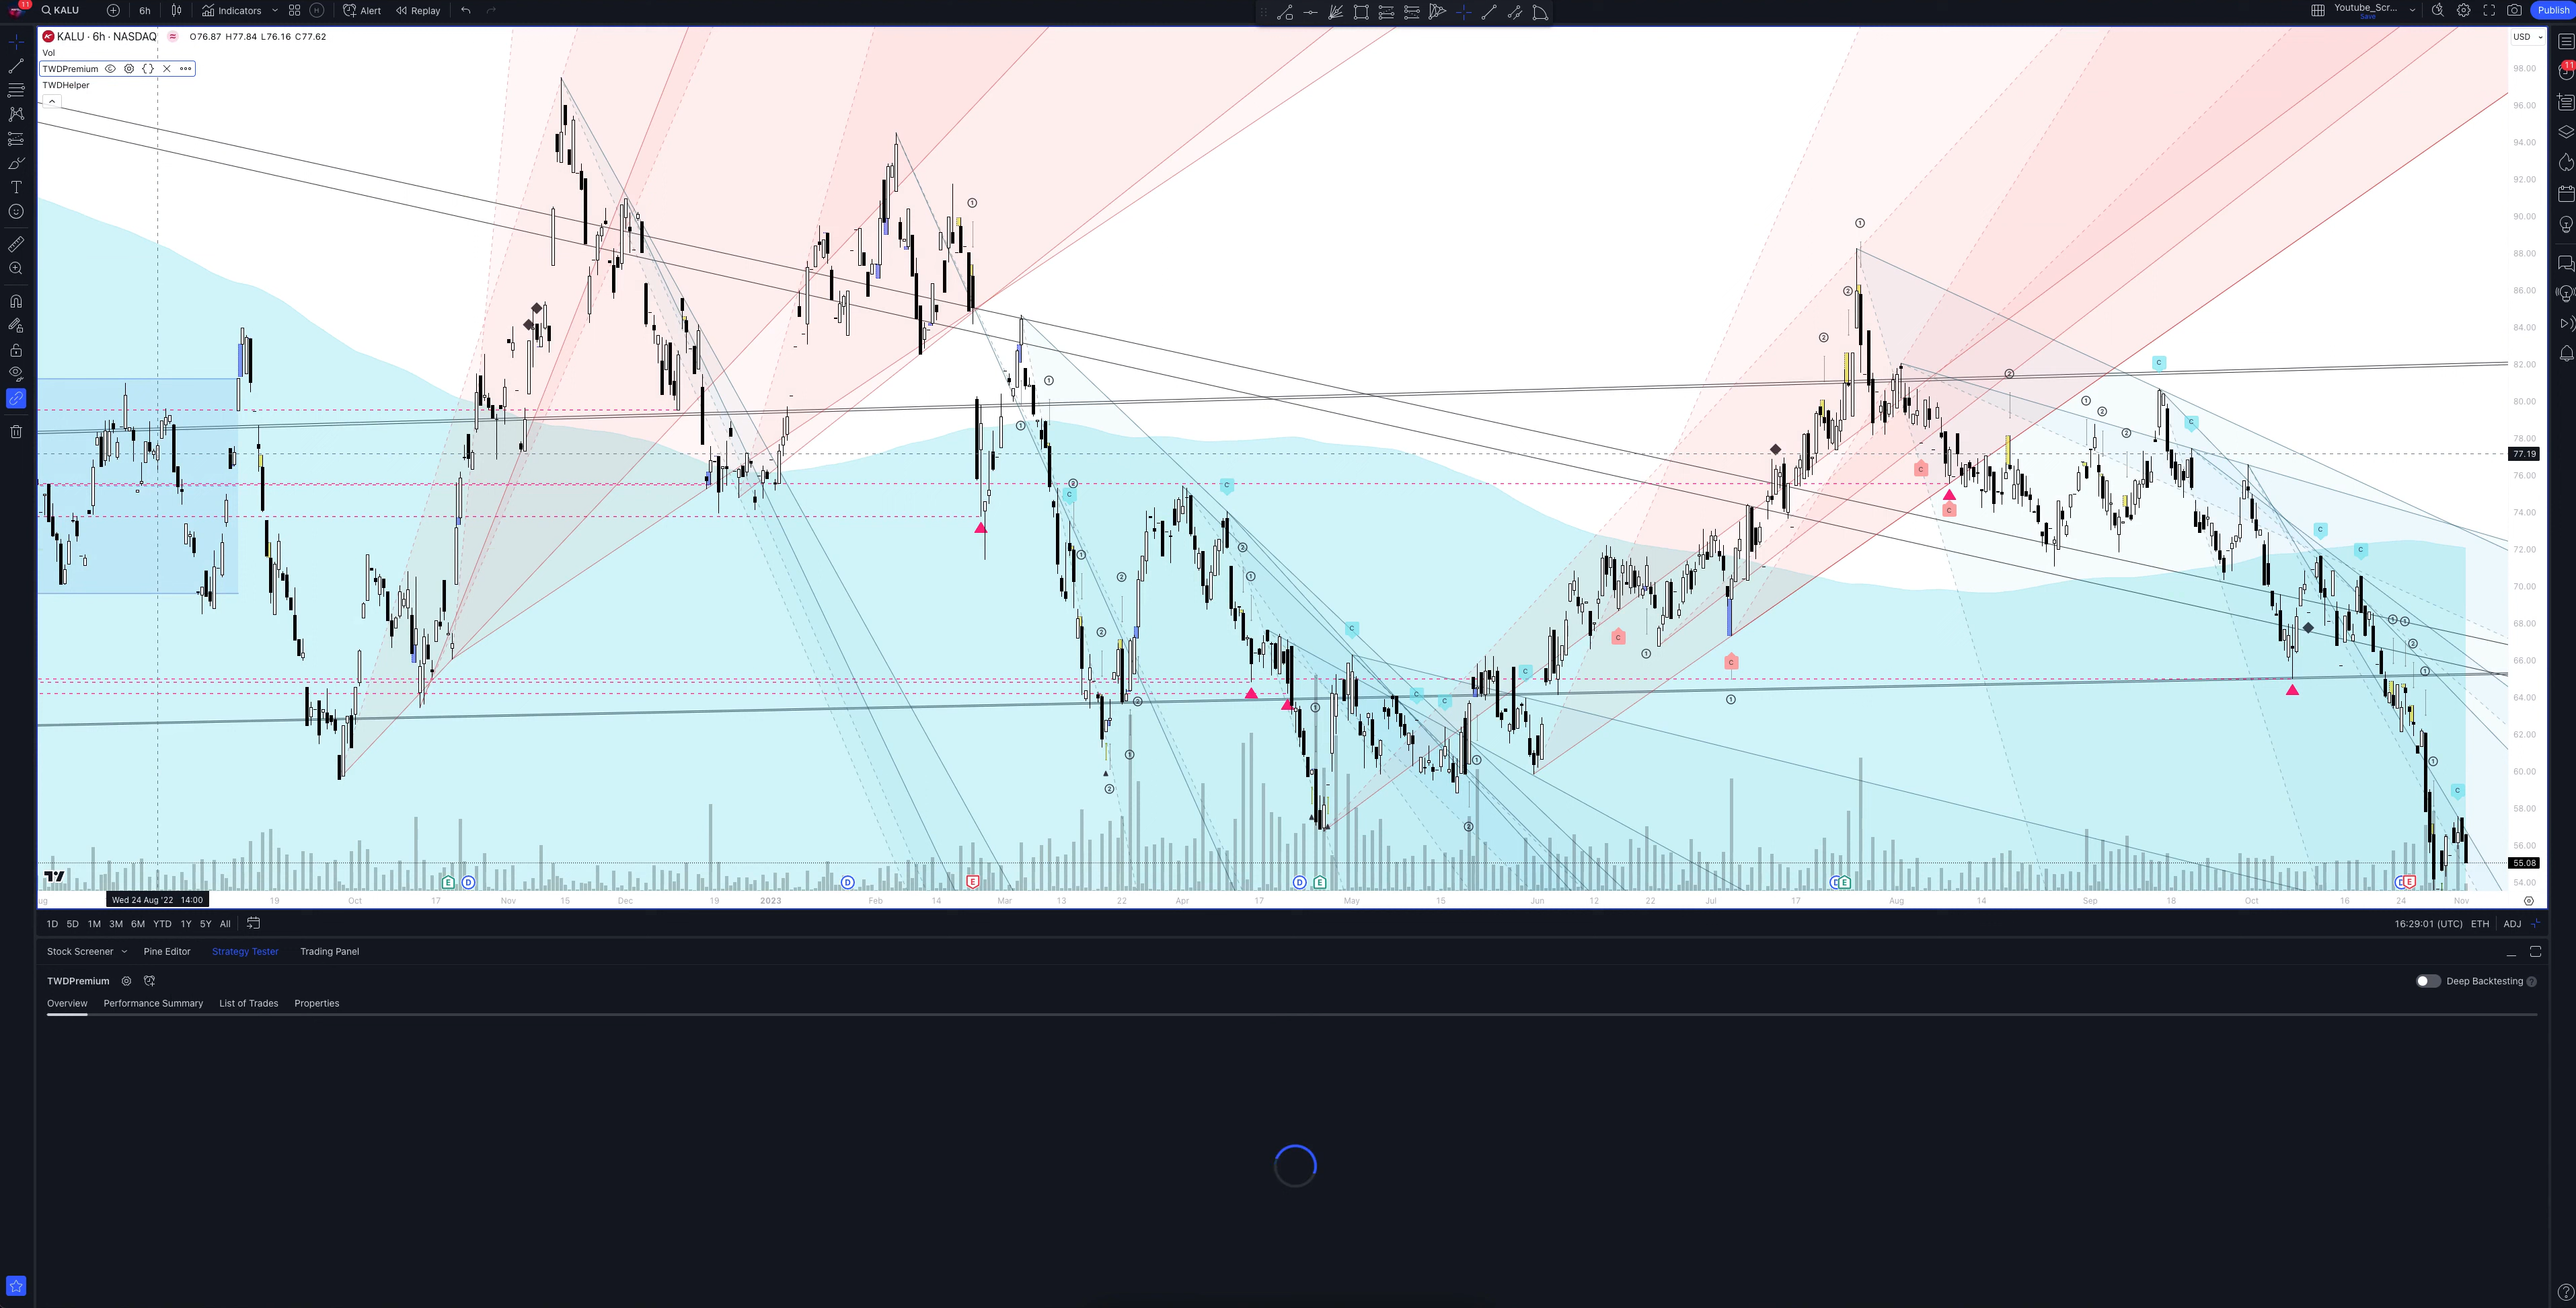 11
KALU
6h
Indicators
H
Alert
Replay
Youtube_Scr...
Save
Publish
KALU · 6h · NASDAQ
O76.87 H77.84 L76.16 C77.62
USD
Vol
TWDPremium
TWDHelper
11
98.00
96.00
94.00
92.00
90.00
88.00
86.00
84.00
82.00
80.00
78.00
77.19
76.00
74.00
72.00
70.00
68.00
66.00
64.00
62.00
60.00
58.00
56.00
55.08
54.00
E D D E D E D E D E
ug
Wed 24 Aug '22 14:00
19 Oct 17 Nov 15 Dec 19 2023 Feb 14 Mar 13 22 Apr 17 May 15 Jun 12 22 Jul 17 Aug 14 Sep 18 Oct 16 24 Nov
1D 5D 1M 3M 6M YTD 1Y 5Y All
16:29:01 (UTC) ETH ADJ
Stock Screener Pine Editor Strategy Tester Trading Panel
TWDPremium
Deep Backtesting
Overview Performance Summary List of Trades Properties